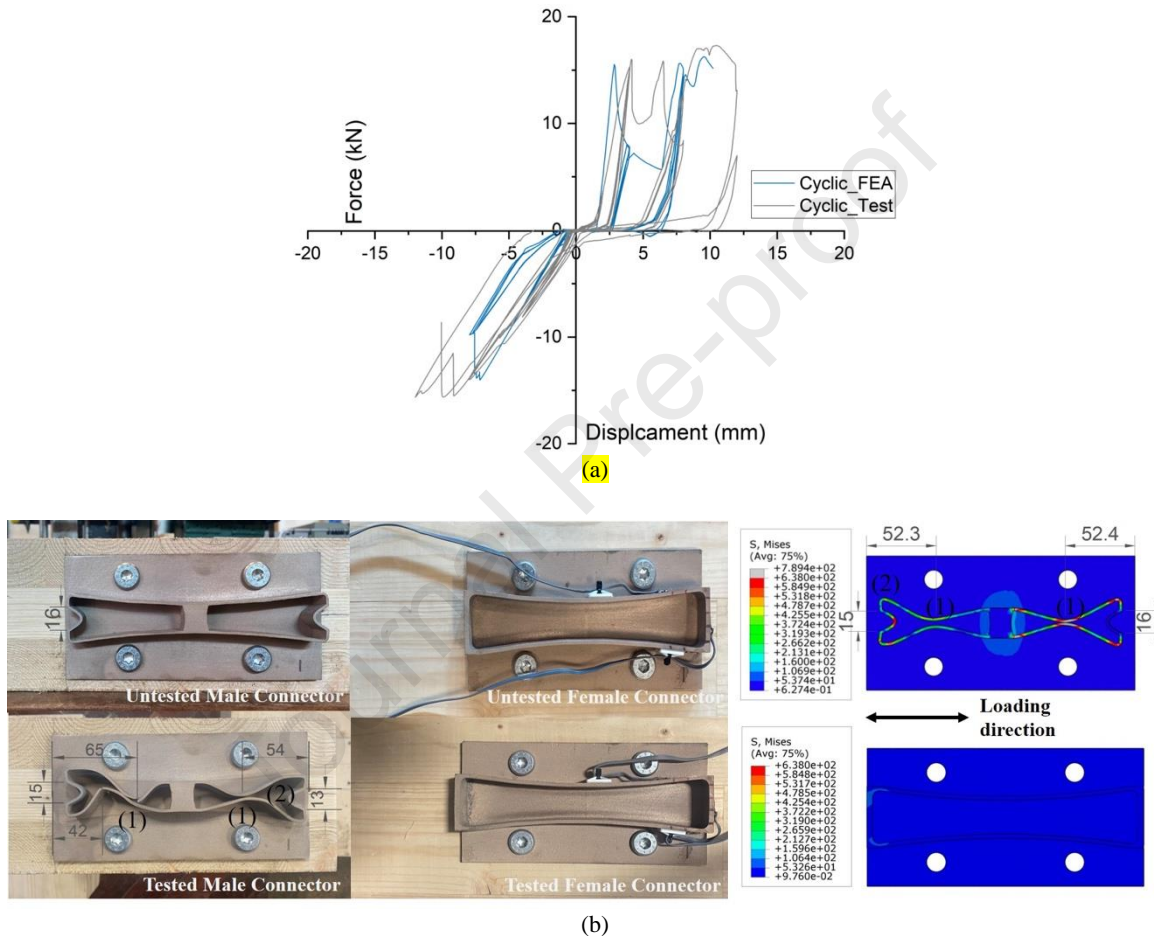 20
15
10
5
0
-20
-15
-10
-5
0
5
10
15
20
-10
-20
Force (kN)
Displcament (mm)
Cyclic_FEA
Cyclic_Test
Journal Pre-proof
(a)
16
Untested Male Connector
Untested Female Connector
65
54
15
13
42
(1)
(1)
(2)
Tested Male Connector
Tested Female Connector
S, Mises
(Avg: 75%)
+7.894e+02
+6.380e+02
+5.849e+02
+5.318e+02
+4.787e+02
+4.255e+02
+3.724e+02
+3.193e+02
+2.662e+02
+2.131e+02
+1.600e+02
+1.069e+02
+5.374e+01
+6.274e-01
52.3
52.4
(2)
(1)
(1)
15
16
Loading
direction
S, Mises
(Avg: 75%)
+6.380e+02
+5.848e+02
+5.317e+02
+4.785e+02
+4.254e+02
+3.722e+02
+3.190e+02
+2.659e+02
+2.127e+02
+1.596e+02
+1.064e+02
+5.326e+01
+9.760e-02
(b)